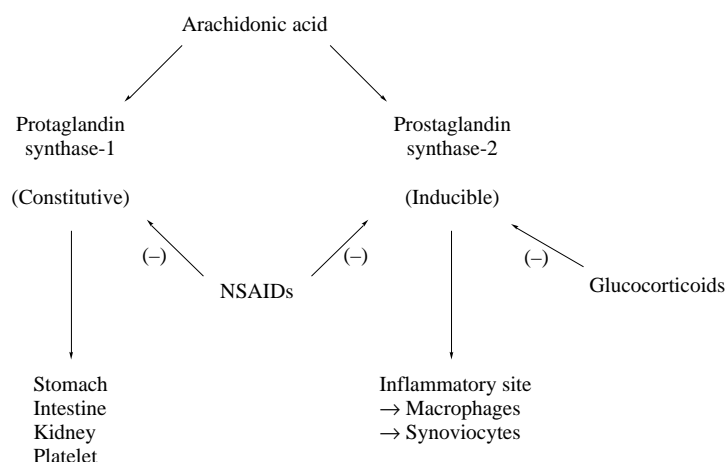 Arachidonic acid
Protaglandin
synthase-1
Prostaglandin
synthase-2
(Constitutive)
(Inducible)
(–)
(–)
(–)
NSAIDs
Glucocorticoids
Stomach
Intestine
Kidney
Platelet
Inflammatory site
→ Macrophages
→ Synoviocytes